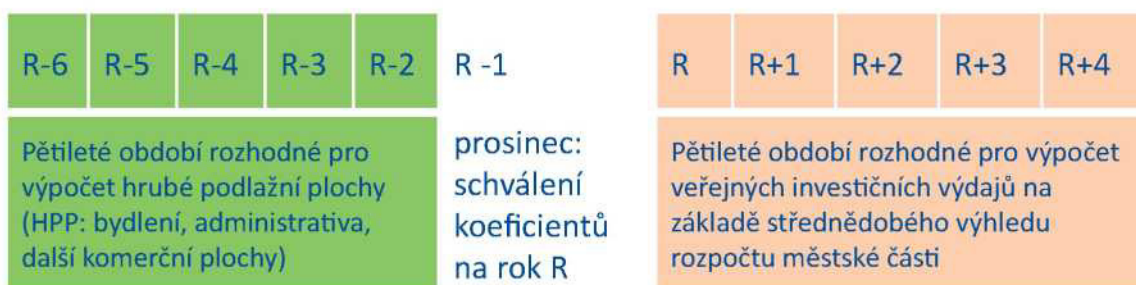 R-6 R-5 R-4 R-3 R-2 R -1 R R+1 R+2 R+3 R+4
Pětileté období rozhodné pro
výpočet hrubé podlažní plochy
(HPP: bydlení, administrativa,
další komerční plochy)
prosinec:
schválení
koeficientů
na rok R
Pětileté období rozhodné pro výpočet
veřejných investičních výdajů na
základě střednědobého výhledu
rozpočtu městské části